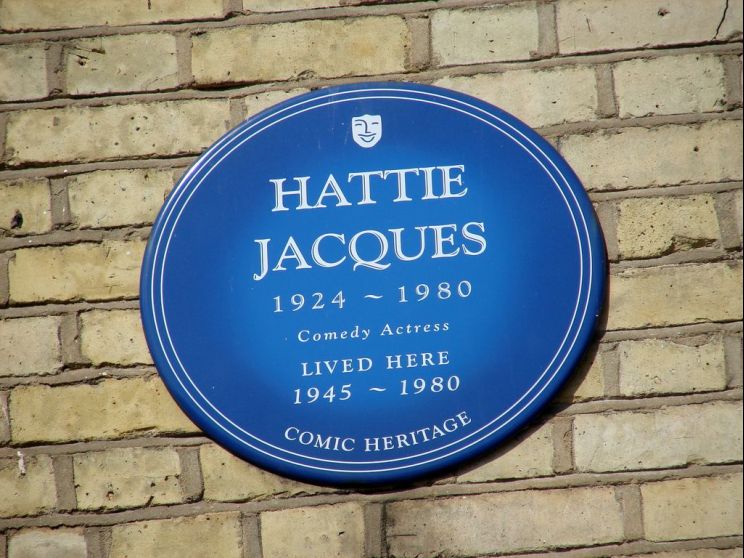 HATTIE
JACQUES
1924 ~ 1980
Comedy Actress
LIVED HERE
1945 ~ 1980
COMIC HERITAGE